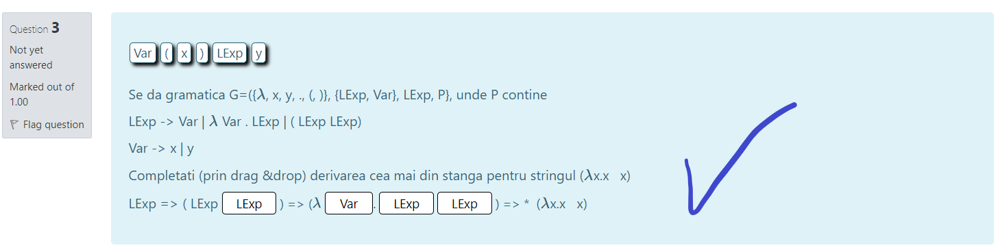 Question 3
Not yet
answered
Marked out of
1.00
Flag question
Var ( x ) LExp y
Se da gramatica G=({λ, x, y, ., (, )}, {LExp, Var}, LExp, P}, unde P contine
LExp -> Var | λ Var . LExp | ( LExp LExp)
Var -> x | y
Completati (prin drag &drop) derivarea cea mai din stanga pentru stringul (λx.x x)
LExp => ( LExp LExp ) => (λ Var . LExp LExp ) => * (λx.x x)